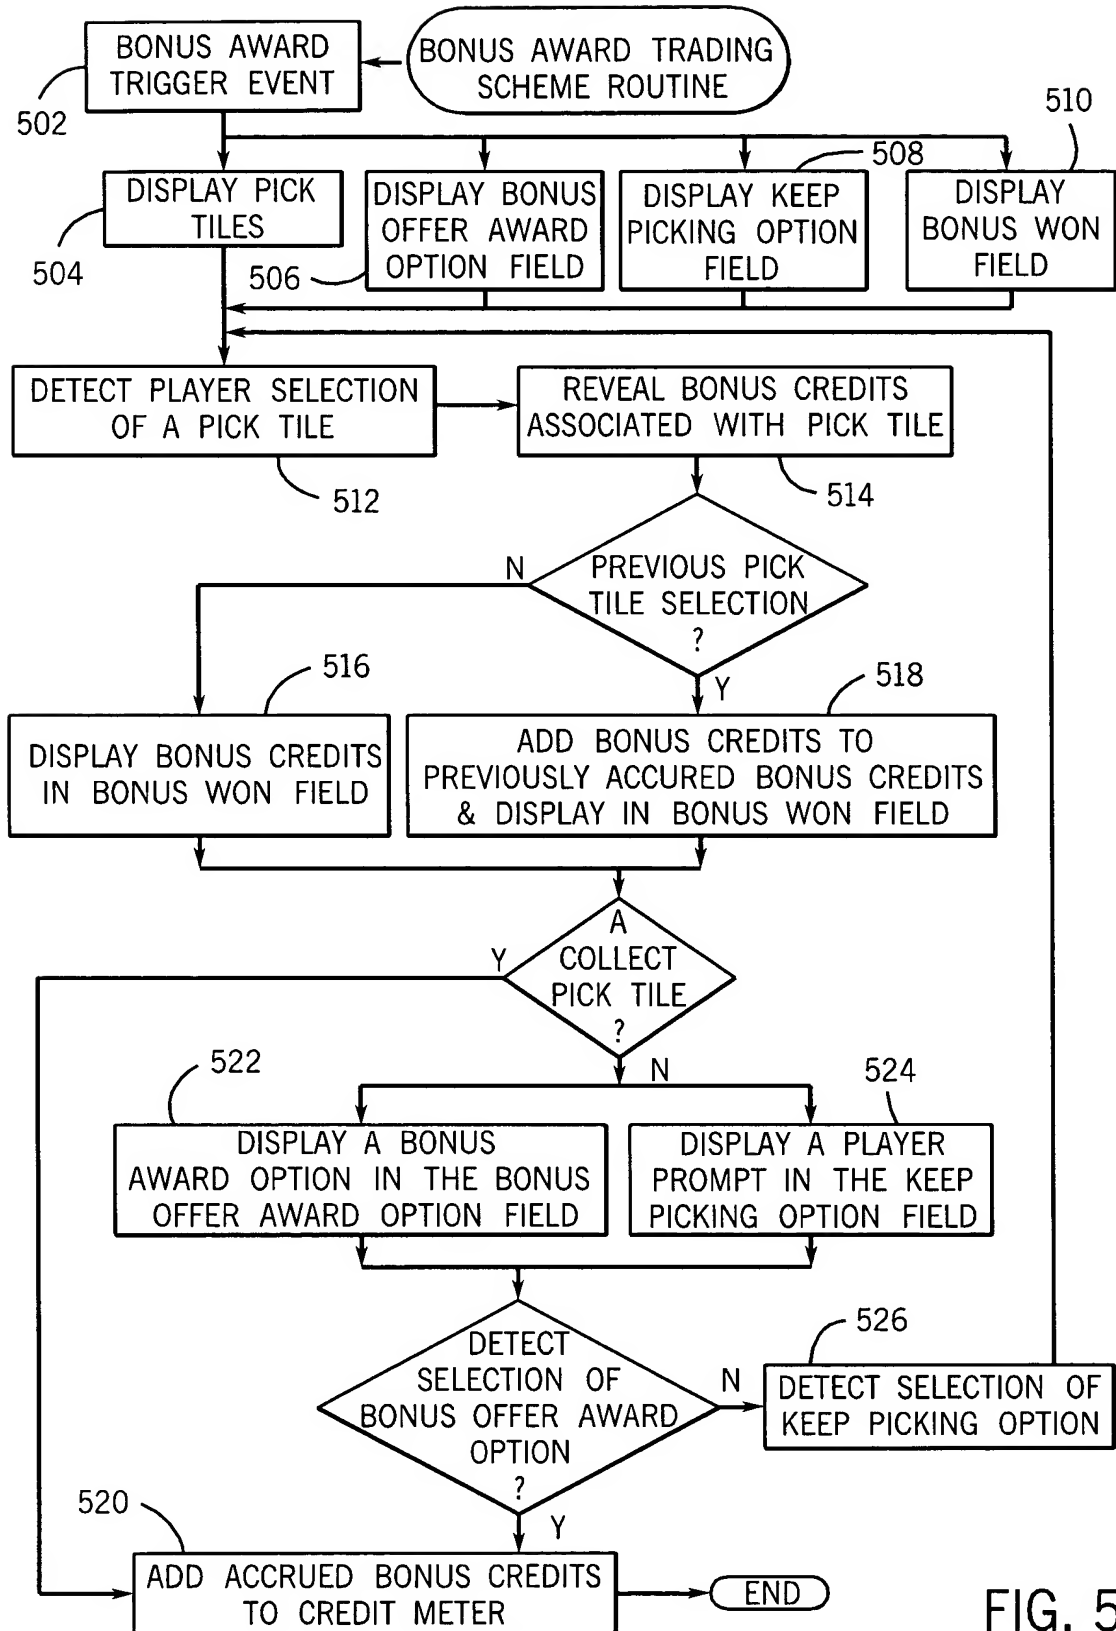 BONUS AWARD
TRIGGER EVENT
BONUS AWARD TRADING
SCHEME ROUTINE
502
510
508
DISPLAY PICK
TILES
DISPLAY BONUS
OFFER AWARD
OPTION FIELD
DISPLAY KEEP
PICKING OPTION
FIELD
DISPLAY
BONUS WON
FIELD
504
506
DETECT PLAYER SELECTION
OF A PICK TILE
REVEAL BONUS CREDITS
ASSOCIATED WITH PICK TILE
512
514
N
PREVIOUS PICK
TILE SELECTION
?
Y
516
518
DISPLAY BONUS CREDITS
IN BONUS WON FIELD
ADD BONUS CREDITS TO
PREVIOUSLY ACCURED BONUS CREDITS
& DISPLAY IN BONUS WON FIELD
A
COLLECT
PICK TILE
?
Y
N
522
524
DISPLAY A BONUS
AWARD OPTION IN THE BONUS
OFFER AWARD OPTION FIELD
DISPLAY A PLAYER
PROMPT IN THE KEEP
PICKING OPTION FIELD
DETECT
SELECTION OF
BONUS OFFER AWARD
OPTION
?
N
526
DETECT SELECTION OF
KEEP PICKING OPTION
Y
520
ADD ACCRUED BONUS CREDITS
TO CREDIT METER
END
FIG. 5